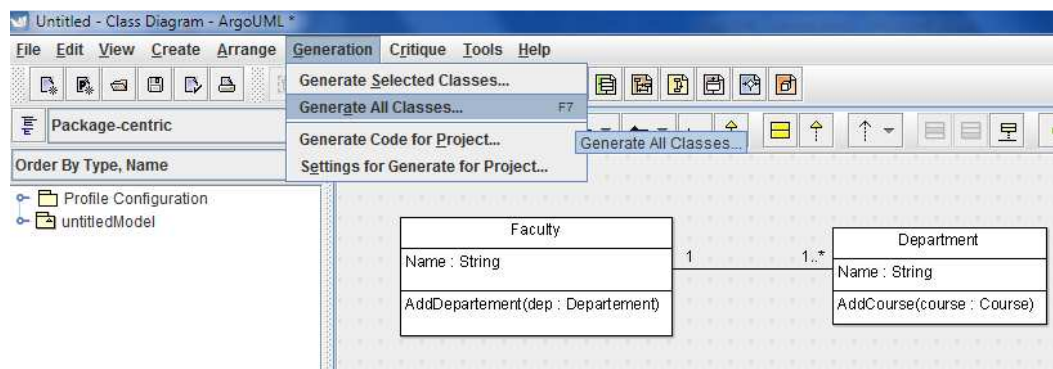 Untitled - Class Diagram - ArgoUML *
File Edit View Create Arrange Generation Critique Tools Help
Generate Selected Classes...
Generate All Classes... F7
Package-centric
Generate Code for Project...
Generate All Classes...
Order By Type, Name
Settings for Generate for Project...
Profile Configuration
untitledModel
Faculty
Name : String
AddDepartement(dep : Departement)
1 1..*
Department
Name : String
AddCourse(course : Course)